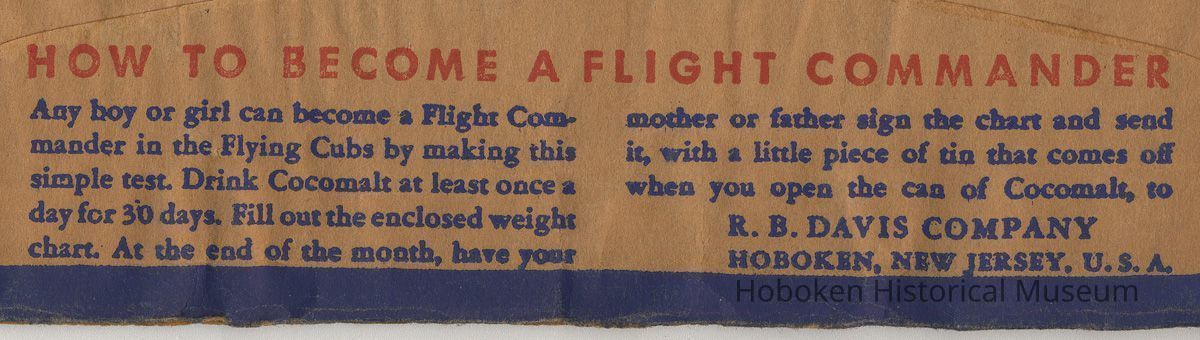 HOW TO BECOME A FLIGHT COMMANDER
Any boy or girl can become a Flight Com-
mander in the Flying Cubs by making this
simple test. Drink Cocomalt at least once a
day for 30 days. Fill out the enclosed weight
chart. At the end of the month, have your
mother or father sign the chart and send
it, with a little piece of tin that comes off
when you open the can of Cocomalt, to
R. B. DAVIS COMPANY
HOBOKEN, NEW JERSEY, U. S. A.
Hoboken Historical Museum